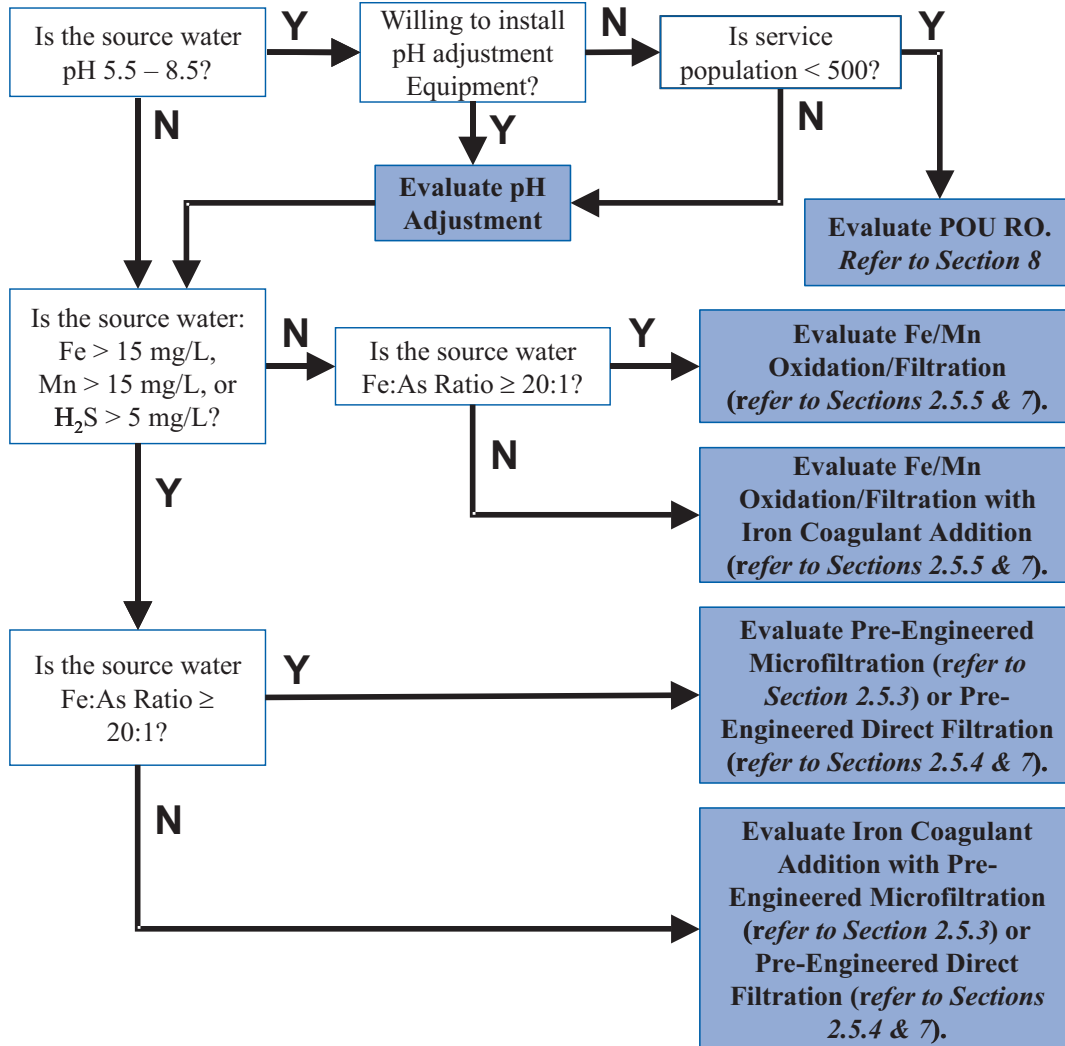 Is the source water
pH 5.5 – 8.5?
Y
Willing to install
pH adjustment
Equipment?
N
Is service
population < 500?
Y
N
Y
N
Evaluate pH
Adjustment
Evaluate POU RO.
Refer to Section 8
Is the source water:
Fe > 15 mg/L,
Mn > 15 mg/L, or
H₂S > 5 mg/L?
N
Is the source water
Fe:As Ratio ≥ 20:1?
Y
Evaluate Fe/Mn
Oxidation/Filtration
(refer to Sections 2.5.5 & 7).
N
Evaluate Fe/Mn
Oxidation/Filtration with
Iron Coagulant Addition
(refer to Sections 2.5.5 & 7).
Y
Is the source water
Fe:As Ratio ≥
20:1?
Y
Evaluate Pre-Engineered
Microfiltration (refer to
Section 2.5.3) or Pre-
Engineered Direct Filtration
(refer to Sections 2.5.4 & 7).
N
Evaluate Iron Coagulant
Addition with Pre-
Engineered Microfiltration
(refer to Section 2.5.3) or
Pre-Engineered Direct
Filtration (refer to Sections
2.5.4 & 7).